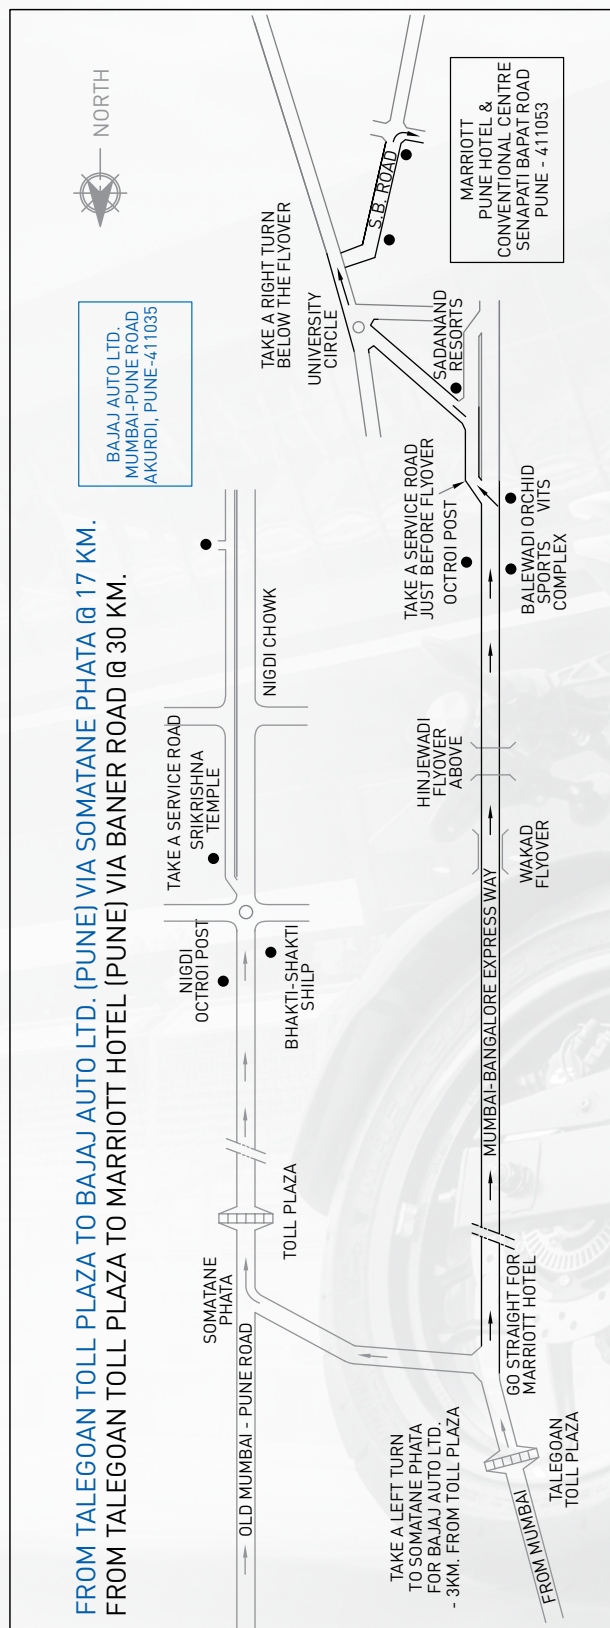 FROM TALEGOAN TOLL PLAZA TO BAJAJ AUTO LTD. (PUNE) VIA SOMATANE PHATA @ 17 KM.
FROM TALEGOAN TOLL PLAZA TO MARRIOTT HOTEL (PUNE) VIA BANER ROAD @ 30 KM.
BAJAJ AUTO LTD.
MUMBAI-PUNE ROAD
AKURDI, PUNE-411035
NORTH
OLD MUMBAI - PUNE ROAD
SOMATANE
PHATA
TOLL PLAZA
NIGDI
OCTROI POST
BHAKTI-SHAKTI
SHILP
TAKE A SERVICE ROAD
SRIKRISHNA
TEMPLE
NIGDI CHOWK
TAKE A RIGHT TURN
BELOW THE FLYOVER
UNIVERSITY
CIRCLE
S.B. ROAD
TAKE A LEFT TURN
TO SOMATANE PHATA
FOR BAJAJ AUTO LTD.
- 3KM. FROM TOLL PLAZA
FROM MUMBAI
TALEGOAN
TOLL PLAZA
GO STRAIGHT FOR
MARRIOTT HOTEL
MUMBAI-BANGALORE EXPRESS WAY
WAKAD
FLYOVER
HINJEWADI
FLYOVER
ABOVE
TAKE A SERVICE ROAD
JUST BEFORE FLYOVER
OCTROI POST
BALEWADI
SPORTS
COMPLEX
ORCHID
VITS
SADANAND
RESORTS
MARRIOTT
PUNE HOTEL &
CONVENTIONAL CENTRE
SENAPATI BAPAT ROAD
PUNE - 411053